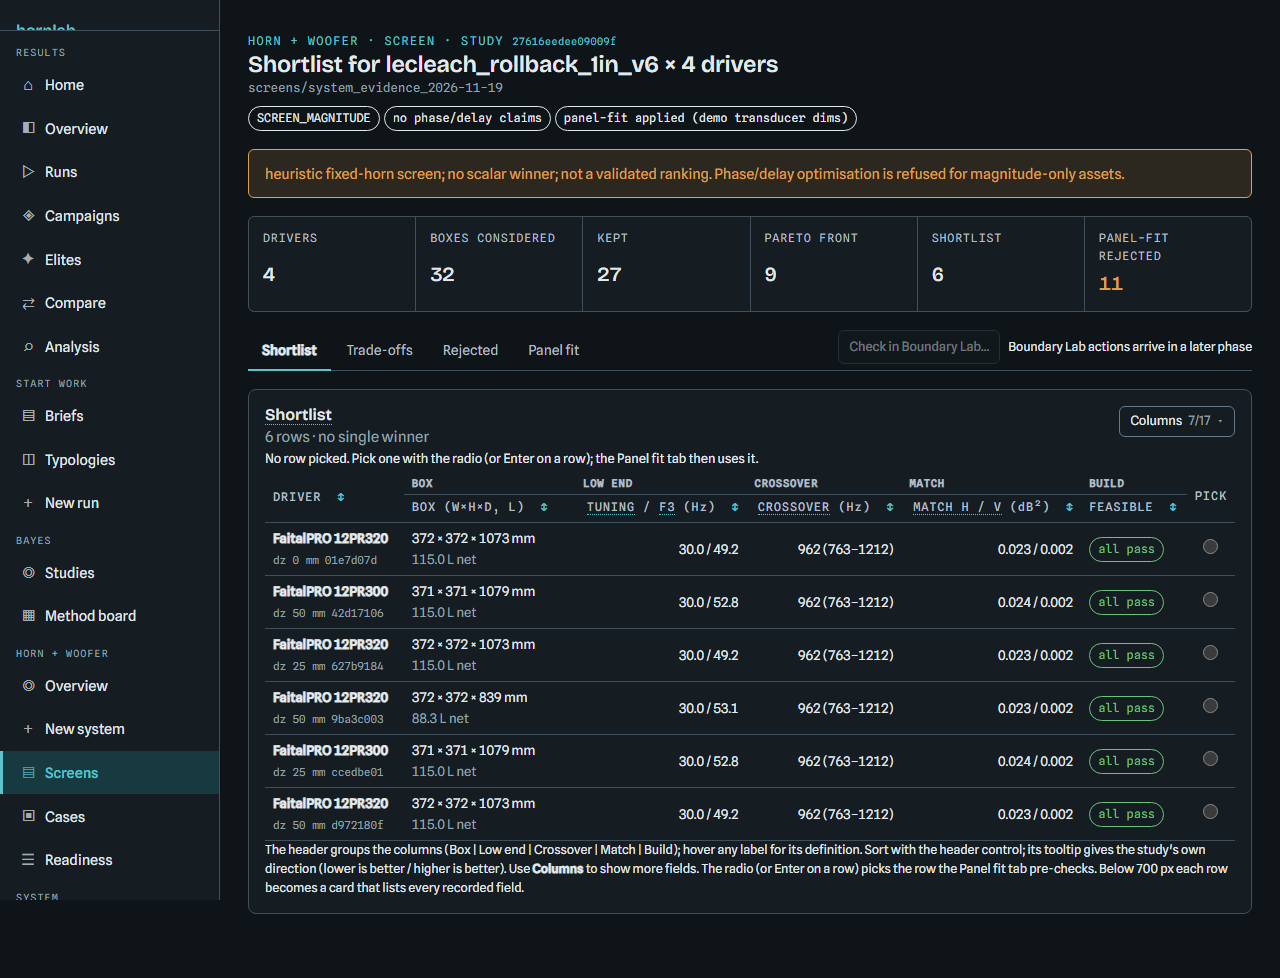 hornlab
RESULTS
Home
Overview
Runs
Campaigns
Elites
Compare
Analysis
START WORK
Briefs
Typologies
New run
BAYES
Studies
Method board
HORN + WOOFER
Overview
New system
Screens
Cases
Readiness
SYSTEM
HORN + WOOFER · SCREEN · STUDY 27616eedee09009f
Shortlist for lecleach_rollback_1in_v6 × 4 drivers
screens/system_evidence_2026-11-19
SCREEN_MAGNITUDE no phase/delay claims panel-fit applied (demo transducer dims)
heuristic fixed-horn screen; no scalar winner; not a validated ranking. Phase/delay optimisation is refused for magnitude-only assets.
DRIVERS
4
BOXES CONSIDERED
32
KEPT
27
PARETO FRONT
9
SHORTLIST
6
PANEL-FIT
REJECTED
11
Shortlist Trade-offs Rejected Panel fit Check in Boundary Lab... Boundary Lab actions arrive in a later phase
Shortlist
6 rows · no single winner
Columns 7/17
No row picked. Pick one with the radio (or Enter on a row); the Panel fit tab then uses it.
BOX LOW END CROSSOVER MATCH BUILD
DRIVER BOX (W×H×D, L) TUNING / F3 (Hz) CROSSOVER (Hz) MATCH H / V (dB²) FEASIBLE PICK
FaitalPRO 12PR320 372 × 372 × 1073 mm 30.0 / 49.2 962 (763–1212) 0.023 / 0.002 all pass
dz 0 mm 01e7d07d 115.0 L net
FaitalPRO 12PR300 371 × 371 × 1079 mm 30.0 / 52.8 962 (763–1212) 0.024 / 0.002 all pass
dz 50 mm 42d17106 115.0 L net
FaitalPRO 12PR320 372 × 372 × 1073 mm 30.0 / 49.2 962 (763–1212) 0.023 / 0.002 all pass
dz 25 mm 627b9184 115.0 L net
FaitalPRO 12PR320 372 × 372 × 839 mm 30.0 / 53.1 962 (763–1212) 0.023 / 0.002 all pass
dz 50 mm 9ba3c003 88.3 L net
FaitalPRO 12PR300 371 × 371 × 1079 mm 30.0 / 52.8 962 (763–1212) 0.024 / 0.002 all pass
dz 25 mm ccedbe01 115.0 L net
FaitalPRO 12PR320 372 × 372 × 1073 mm 30.0 / 49.2 962 (763–1212) 0.023 / 0.002 all pass
dz 50 mm d972180f 115.0 L net
The header groups the columns (Box | Low end | Crossover | Match | Build); hover any label for its definition. Sort with the header control; its tooltip gives the study's own
direction (lower is better / higher is better). Use Columns to show more fields. The radio (or Enter on a row) picks the row the Panel fit tab pre-checks. Below 700 px each row
becomes a card that lists every recorded field.